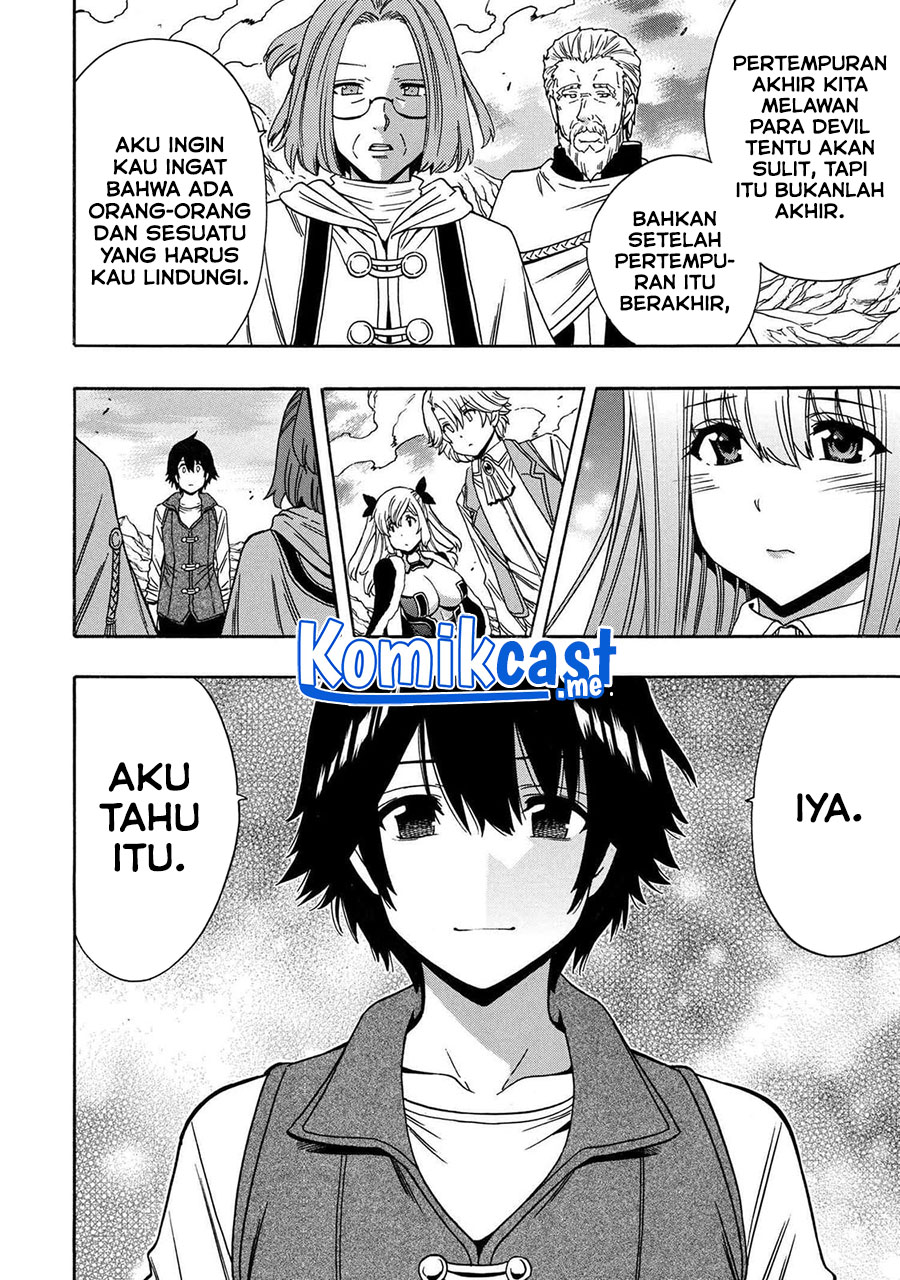 PERTEMPURAN
AKHIR KITA
MELAWAN
PARA DEVIL
TENTU AKAN
SULIT, TAPI
ITU BUKANLAH
AKHIR.
BAHKAN
SETELAH
PERTEMPU-
RAN ITU
BERAKHIR,
AKU INGIN
KAU INGAT
BAHWA ADA
ORANG-ORANG
DAN SESUATU
YANG HARUS
KAU LINDUNGI.
Komikcast
.me
IYA.
AKU
TAHU
ITU.